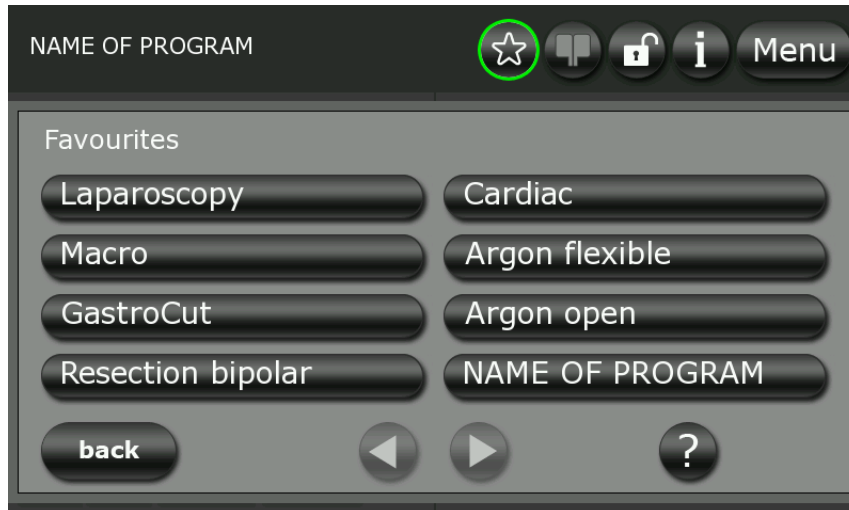 NAME OF PROGRAM
i
Menu
Favourites
Laparoscopy
Cardiac
Macro
Argon flexible
GastroCut
Argon open
Resection bipolar
NAME OF PROGRAM
back
?